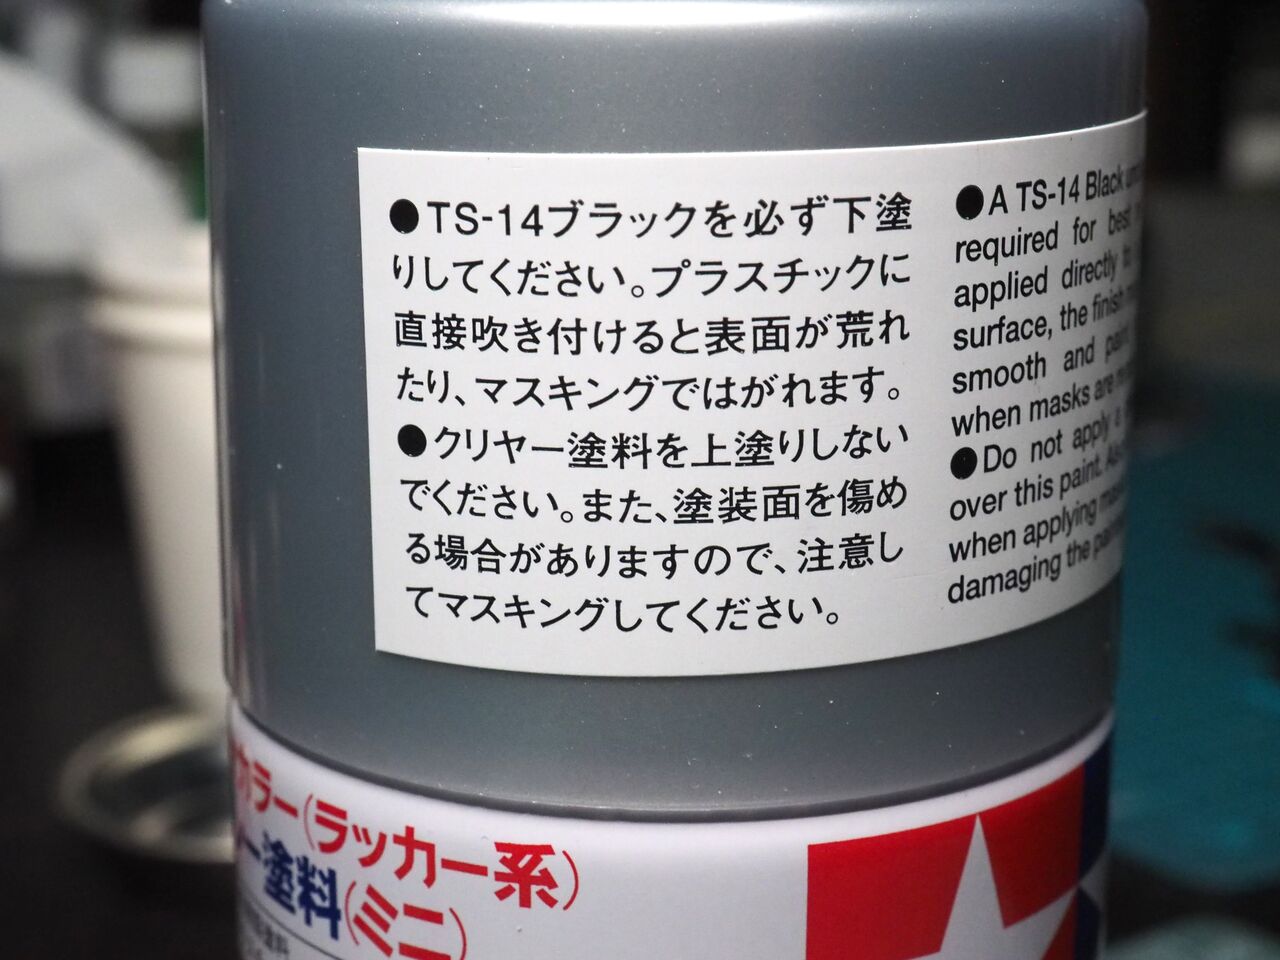 ●TS-14ブラックを必ず下塗
りしてください。プラスチックに
直接吹き付けると表面が荒れ
たり、マスキングではがれます。
●クリヤー塗料を上塗りしない
でください。また、塗装面を傷め
る場合がありますので、注意し
てマスキングしてください。
●A TS-14 Black
required for best
applied directly to
surface, the finish
smooth and
when masks are
●Do not apply a
over this paint.
when applying
damaging the
カラー(ラッカー系)
ー塗料(ミニ)